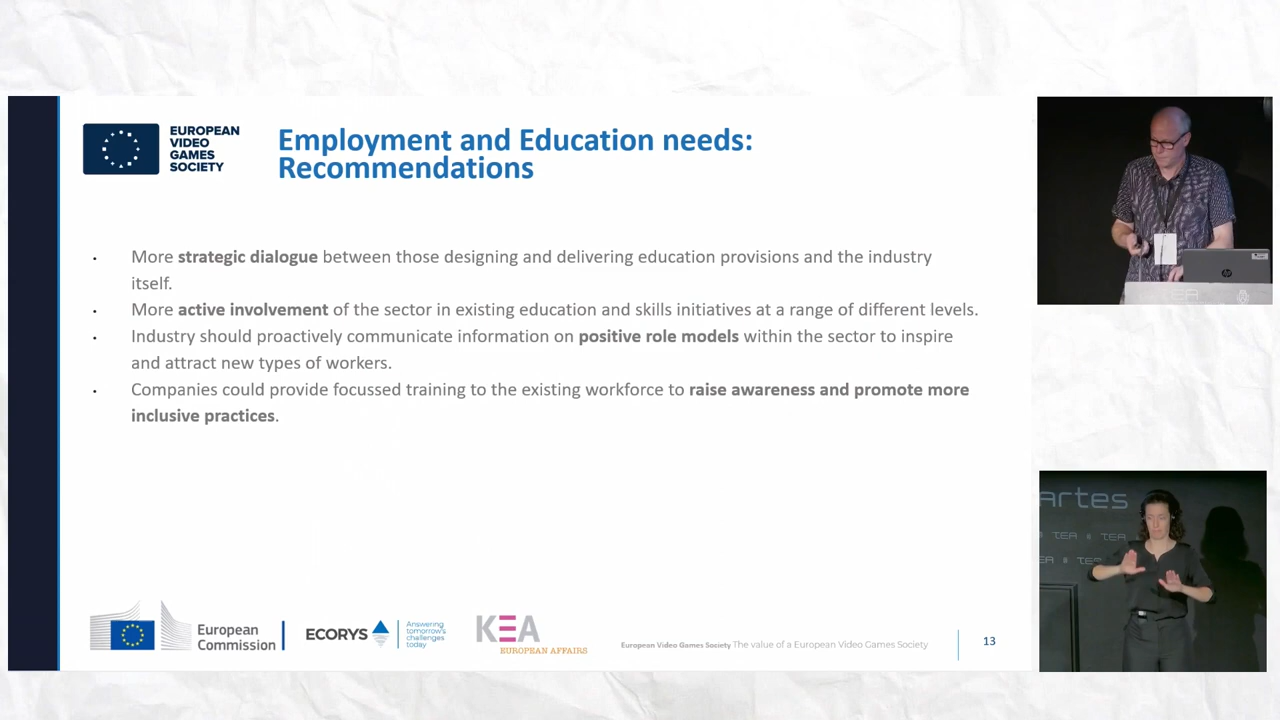 EUROPEAN
VIDEO
GAMES
SOCIETY
Employment and Education needs:
Recommendations
• More strategic dialogue between those designing and delivering education provisions and the industry
itself.
• More active involvement of the sector in existing education and skills initiatives at a range of different levels.
• Industry should proactively communicate information on positive role models within the sector to inspire
and attract new types of workers.
• Companies could provide focussed training to the existing workforce to raise awareness and promote more
inclusive practices.
European
Commission
ECORYS
Answering
tomorrow's
challenges
today
KEA
EUROPEAN AFFAIRS
European Video Games Society The value of a European Video Games Society
13
hp
artes
TEA TEA
EA TEA